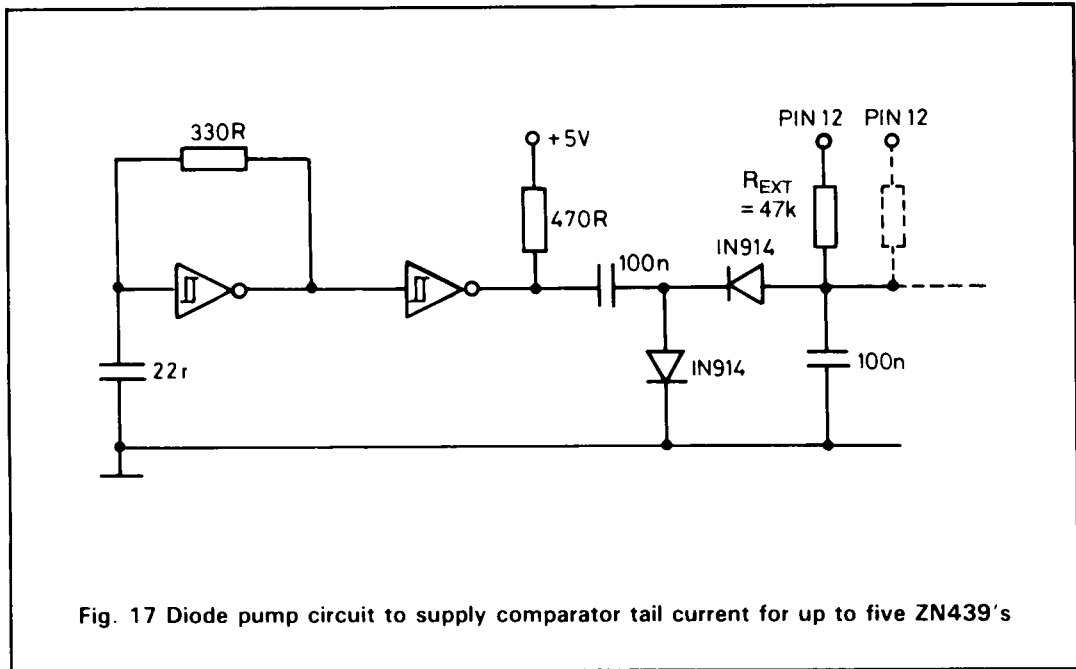 330R
+5V
PIN 12 PIN 12
470R
R_EXT
= 47k
100n
IN914
22r
IN914
100n
Fig. 17 Diode pump circuit to supply comparator tail current for up to five ZN439's